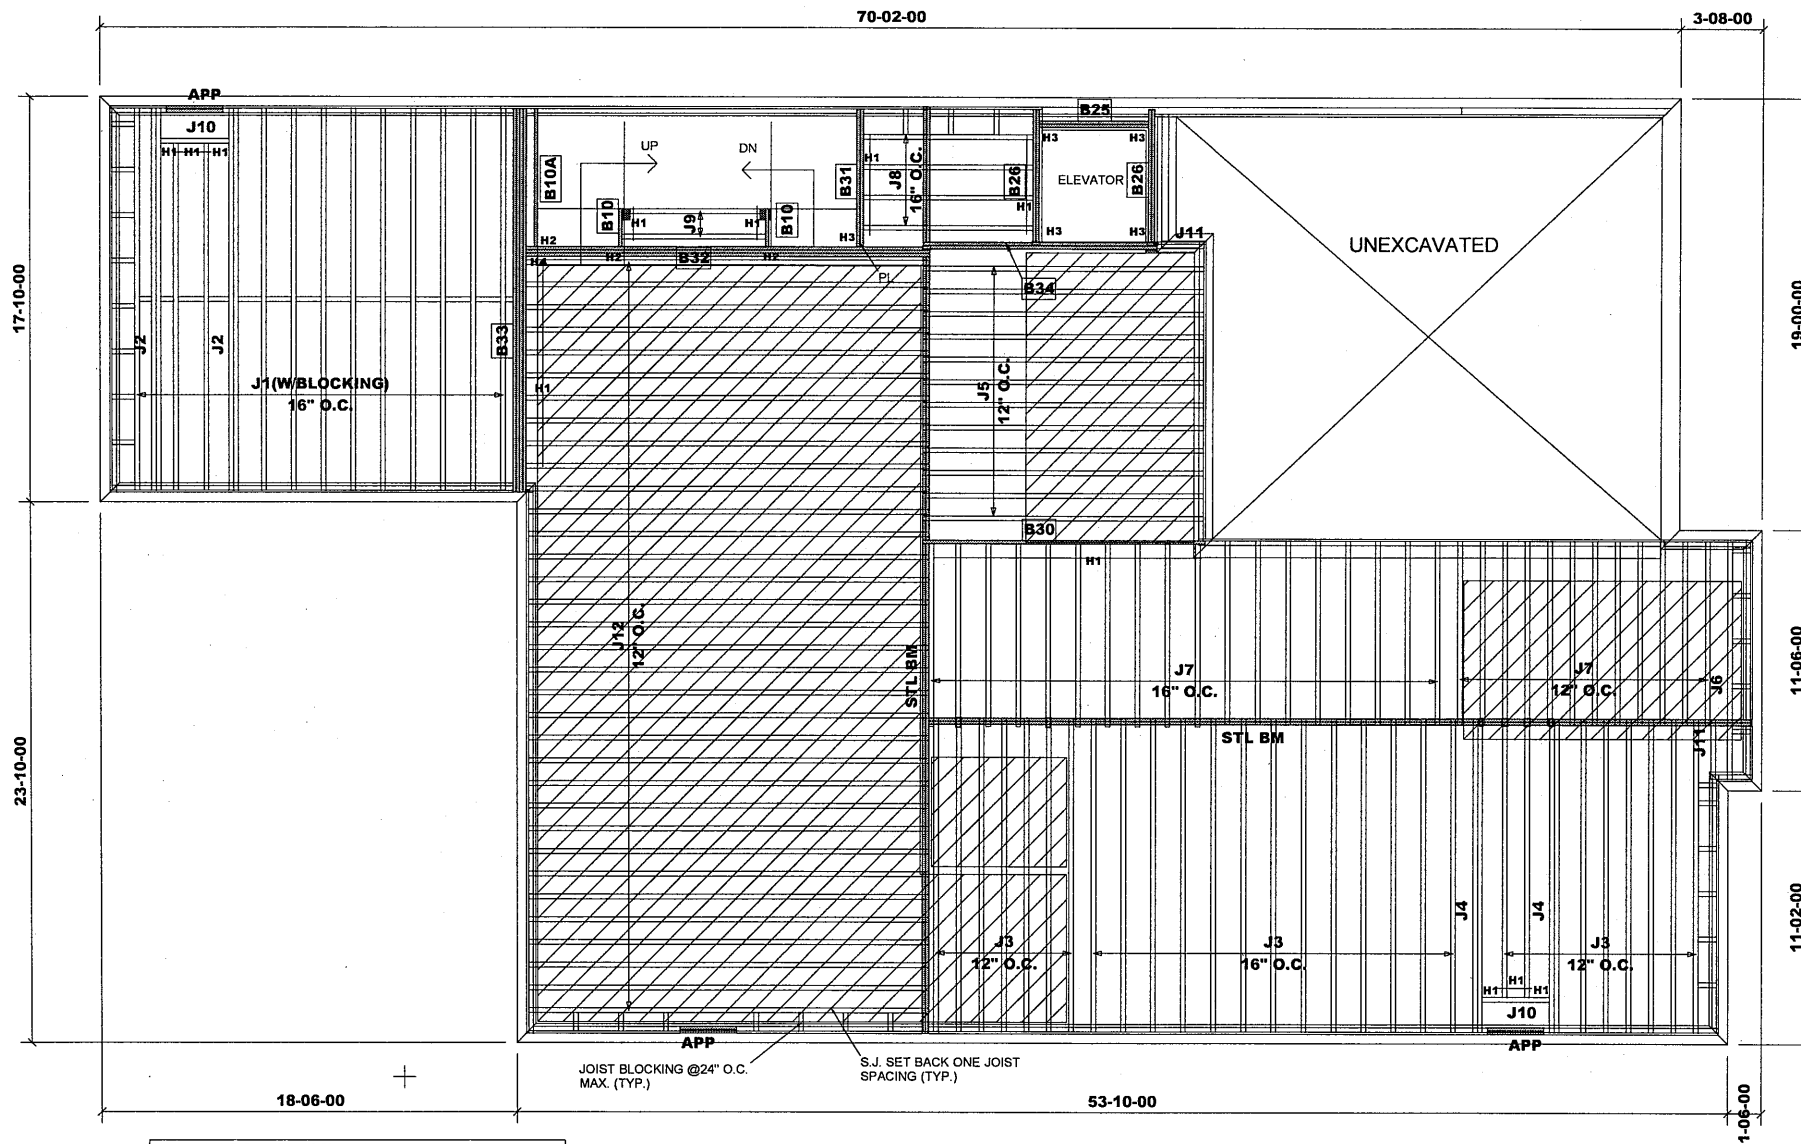 70-02-00
3-08-00
APP
J10
H1 H1 H1
J2
J2
J1(W/BLOCKING)
16" O.C.
17-10-00
B33
B10A
H2
UP
DN
B10
H1
J9
H1
B10
B31
H3
H1
J8
16" O.C.
B26
H1
B25
H3
H3
ELEVATOR
B26
H3
H3
J11
UNEXCAVATED
19-00-00
H2
B32
H2
B34
H1
J5
12" O.C.
B30
H1
J12
12" O.C.
STL BM
J7
16" O.C.
J7
12" O.C.
J6
11-06-00
STL BM
J11
23-10-00
J3
12" O.C.
J3
16" O.C.
J4
J4
J3
12" O.C.
H1 H1 H1
J10
11-02-00
APP
APP
JOIST BLOCKING @24" O.C.
MAX. (TYP.)
S.J. SET BACK ONE JOIST
SPACING (TYP.)
18-06-00
53-10-00
1-06-00